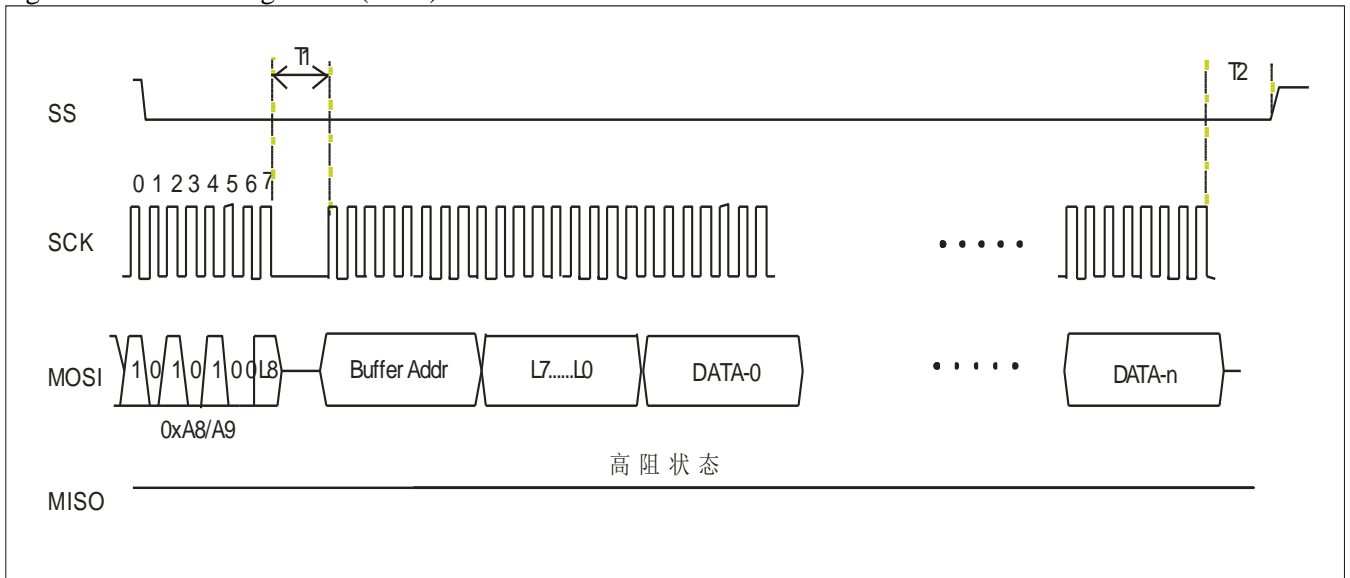 T1
T2
SS
0 1 2 3 4 5 6 7
SCK
MOSI
1 0 1 0 1 0 0 L8
Buffer Addr
L7......L0
DATA-0
DATA-n
0xA8/A9
高阻状态
MISO